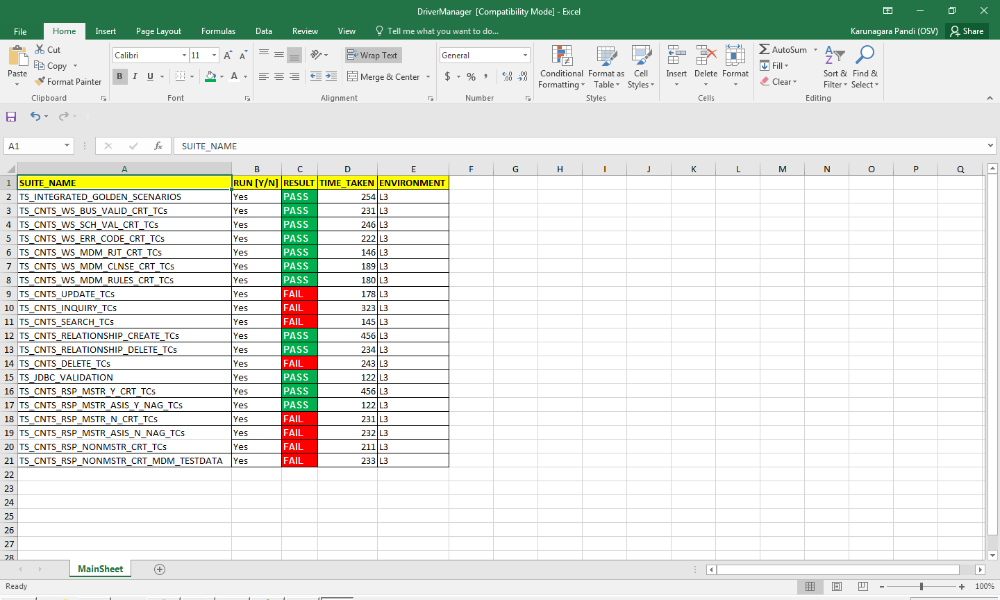 DriverManager [Compatibility Mode] - Excel
File Home Insert Page Layout Formulas Data Review View Tell me what you want to do... Karunagara Pandi (OSV) Share
Paste Cut Copy Format Painter Clipboard
Calibri 11 B I U A A A Font
Wrap Text Merge & Center Alignment
General $ % , .00 .00 Number
Conditional Formatting Format as Table Cell Styles Styles
Insert Delete Format Cells
AutoSum Fill Clear Sort & Filter Find & Select Editing
A1 fx SUITE_NAME
A B C D E F G H I J K L M N O P Q
1 SUITE_NAME RUN [Y/N] RESULT TIME_TAKEN ENVIRONMENT
2 TS_INTEGRATED_GOLDEN_SCENARIOS Yes PASS 254 L3
3 TS_CNTS_WS_BUS_VALID_CRT_TCs Yes PASS 231 L3
4 TS_CNTS_WS_SCH_VAL_CRT_TCs Yes PASS 246 L3
5 TS_CNTS_WS_ERR_CODE_CRT_TCs Yes PASS 222 L3
6 TS_CNTS_WS_MDM_RJT_CRT_TCs Yes PASS 146 L3
7 TS_CNTS_WS_MDM_CLNSE_CRT_TCs Yes PASS 189 L3
8 TS_CNTS_WS_MDM_RULES_CRT_TCs Yes PASS 180 L3
9 TS_CNTS_UPDATE_TCs Yes FAIL 178 L3
10 TS_CNTS_INQUIRY_TCs Yes FAIL 323 L3
11 TS_CNTS_SEARCH_TCs Yes FAIL 145 L3
12 TS_CNTS_RELATIONSHIP_CREATE_TCs Yes PASS 456 L3
13 TS_CNTS_RELATIONSHIP_DELETE_TCs Yes PASS 234 L3
14 TS_CNTS_DELETE_TCs Yes FAIL 243 L3
15 TS_JDBC_VALIDATION Yes PASS 122 L3
16 TS_CNTS_RSP_MSTR_Y_CRT_TCs Yes PASS 456 L3
17 TS_CNTS_RSP_MSTR_ASIS_Y_NAG_TCs Yes PASS 122 L3
18 TS_CNTS_RSP_MSTR_N_CRT_TCs Yes FAIL 231 L3
19 TS_CNTS_RSP_MSTR_ASIS_N_NAG_TCs Yes FAIL 232 L3
20 TS_CNTS_RSP_NONMSTR_CRT_TCs Yes FAIL 211 L3
21 TS_CNTS_RSP_NONMSTR_CRT_MDM_TESTDATA Yes FAIL 233 L3
22
23
24
25
26
27
28
MainSheet
Ready 100%